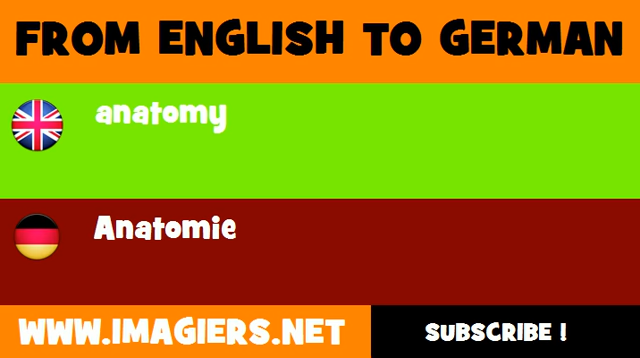 FROM ENGLISH TO GERMAN
anatomy
Anatomie
WWW.IMAGIERS.NET
SUBSCRIBE !